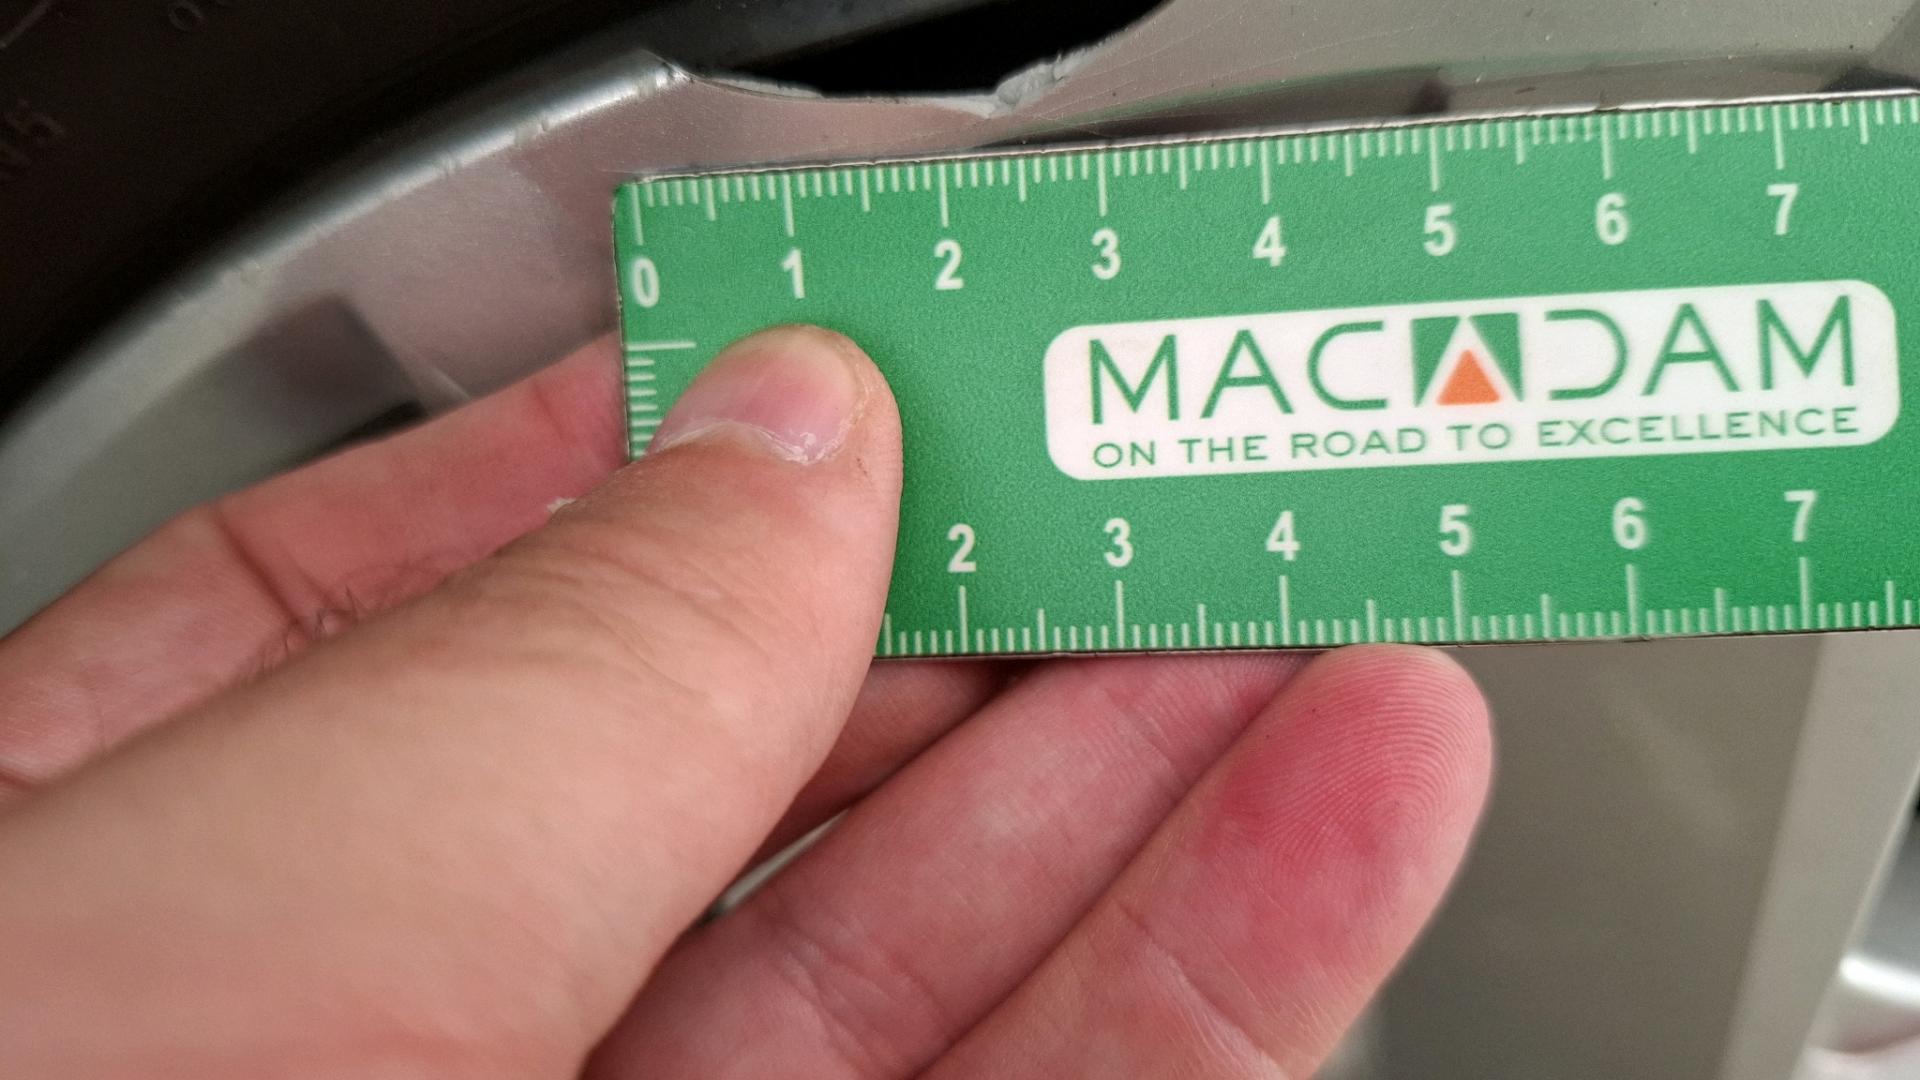 0 1 2 3 4 5 6 7
MACADAM
ON THE ROAD TO EXCELLENCE
2 3 4 5 6 7